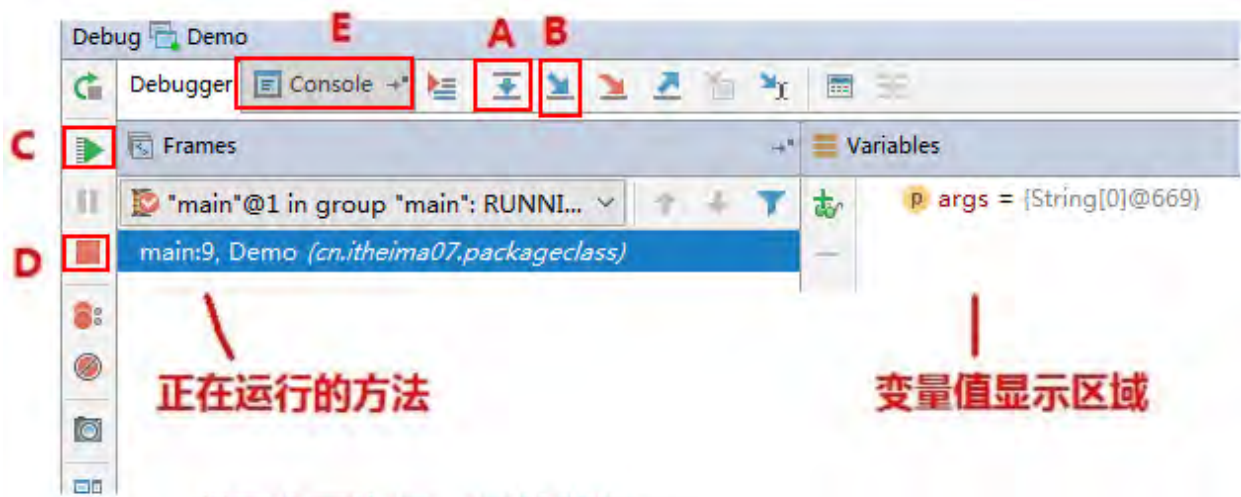 Debug Demo
E A B
Debugger Console
C
Frames Variables
"main"@1 in group "main": RUNNI...
args = {String[0]@669}
D
main:9, Demo (cn.itheima07.packageclass)
正在运行的方法
变量值显示区域